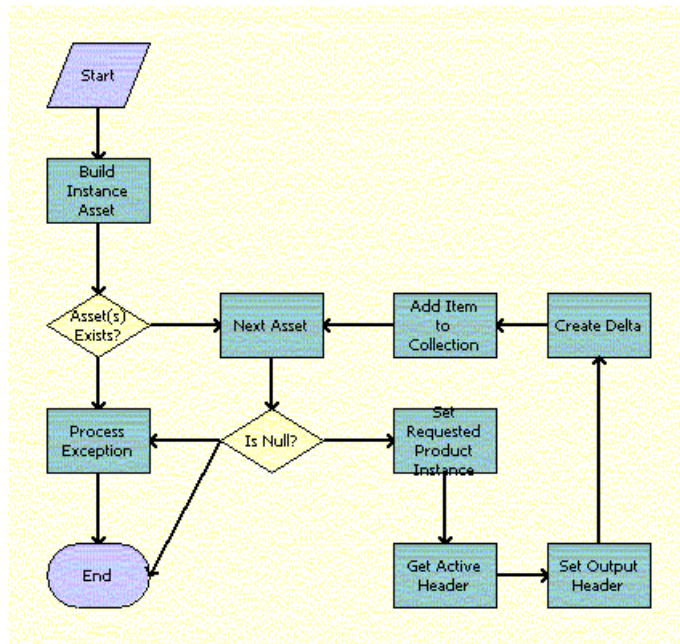 Start
Build
Instance
Asset
Asset(s)
Exists?
Next Asset
Add Item
to
Collection
Create Delta
Process
Exception
Is Null?
Set
Requested
Product
Instance
End
Get Active
Header
Set Output
Header